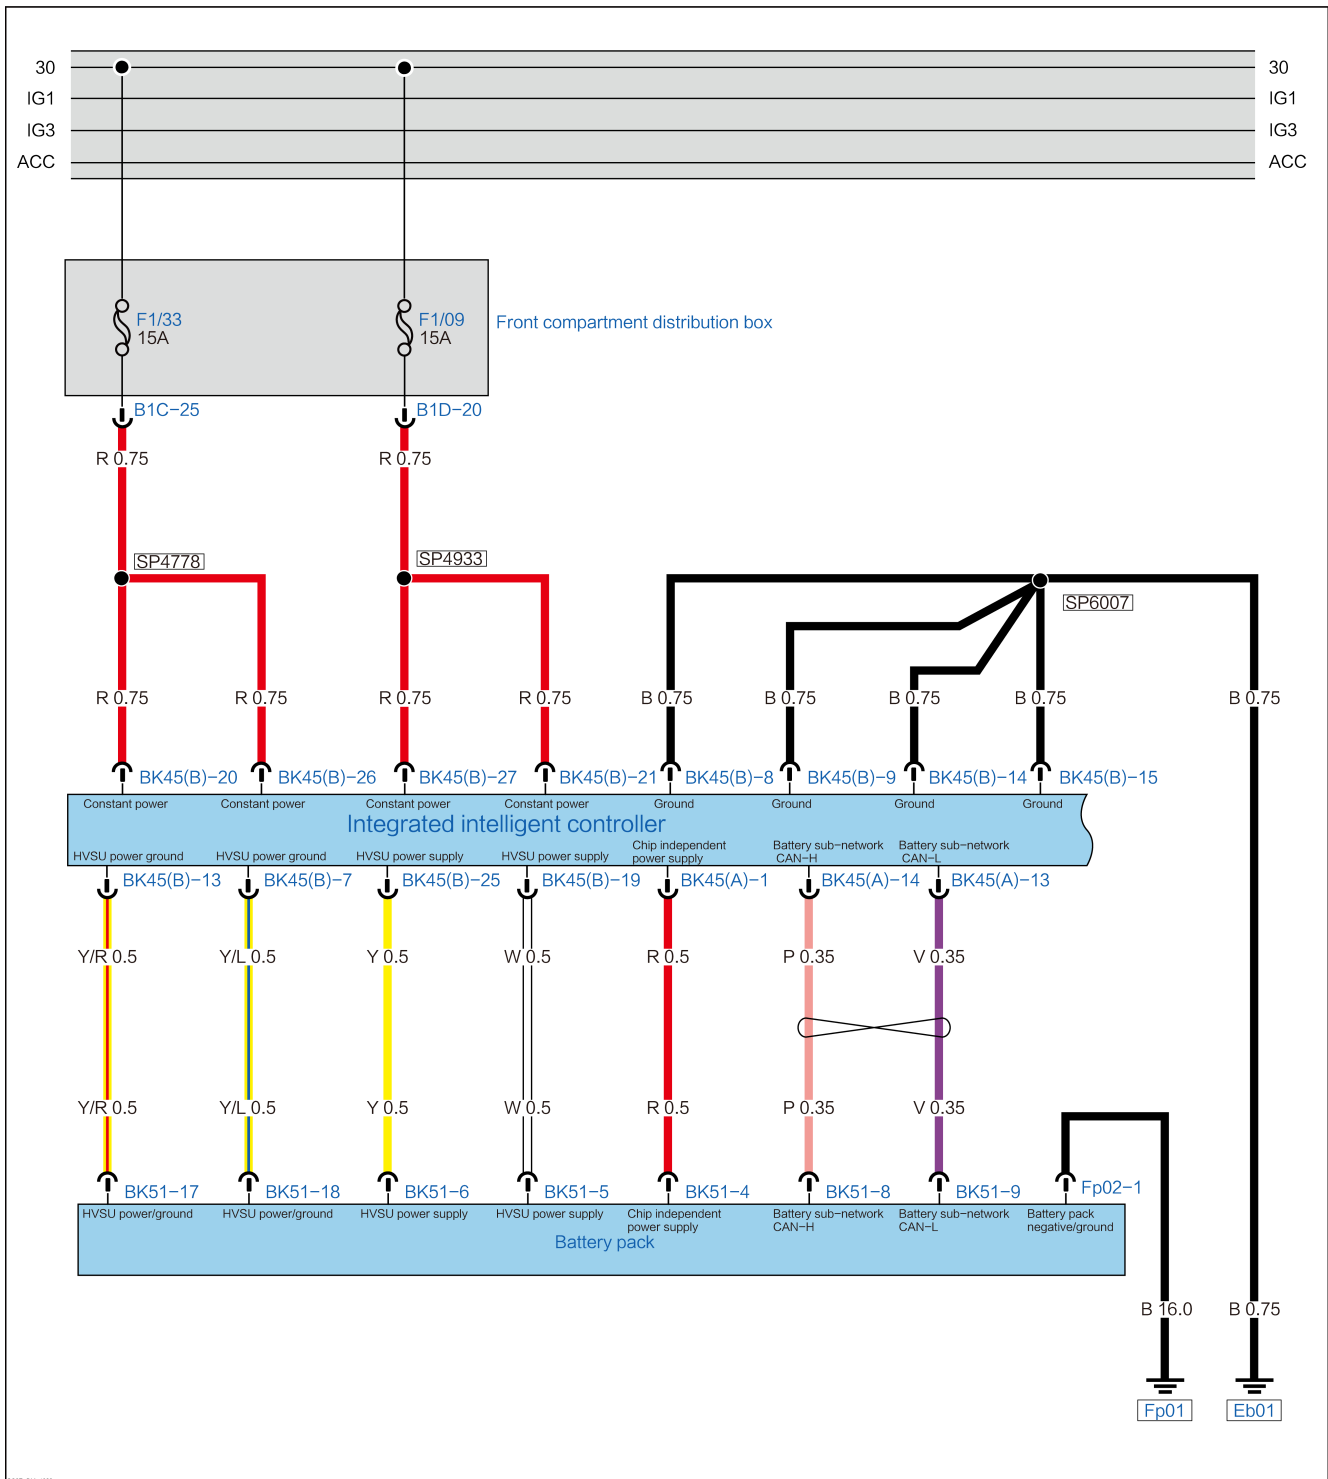 30 30
IG1 IG1
IG3 IG3
ACC ACC
F1/33 F1/09
15A 15A
Front compartment distribution box
B1C-25 B1D-20
R 0.75 R 0.75
SP4778 SP4933
SP6007
R 0.75 R 0.75 R 0.75 R 0.75 B 0.75 B 0.75 B 0.75 B 0.75 B 0.75
BK45(B)-20 BK45(B)-26 BK45(B)-27 BK45(B)-21 BK45(B)-8 BK45(B)-9 BK45(B)-14 BK45(B)-15
Constant power Constant power Constant power Constant power Ground Ground Ground Ground
Integrated intelligent controller
HVSU power ground HVSU power ground HVSU power supply HVSU power supply Chip independent Battery sub-network Battery sub-network
power supply CAN-H CAN-L
BK45(B)-13 BK45(B)-7 BK45(B)-25 BK45(B)-19 BK45(A)-1 BK45(A)-14 BK45(A)-13
Y/R 0.5 Y/L 0.5 Y 0.5 W 0.5 R 0.5 P 0.35 V 0.35
Y/R 0.5 Y/L 0.5 Y 0.5 W 0.5 R 0.5 P 0.35 V 0.35
BK51-17 BK51-18 BK51-6 BK51-5 BK51-4 BK51-8 BK51-9 Fp02-1
HVSU power/ground HVSU power/ground HVSU power supply HVSU power supply Chip independent Battery sub-network Battery sub-network Battery pack
power supply CAN-H CAN-L negative/ground
Battery pack
B 16.0 B 0.75
Fp01 Eb01